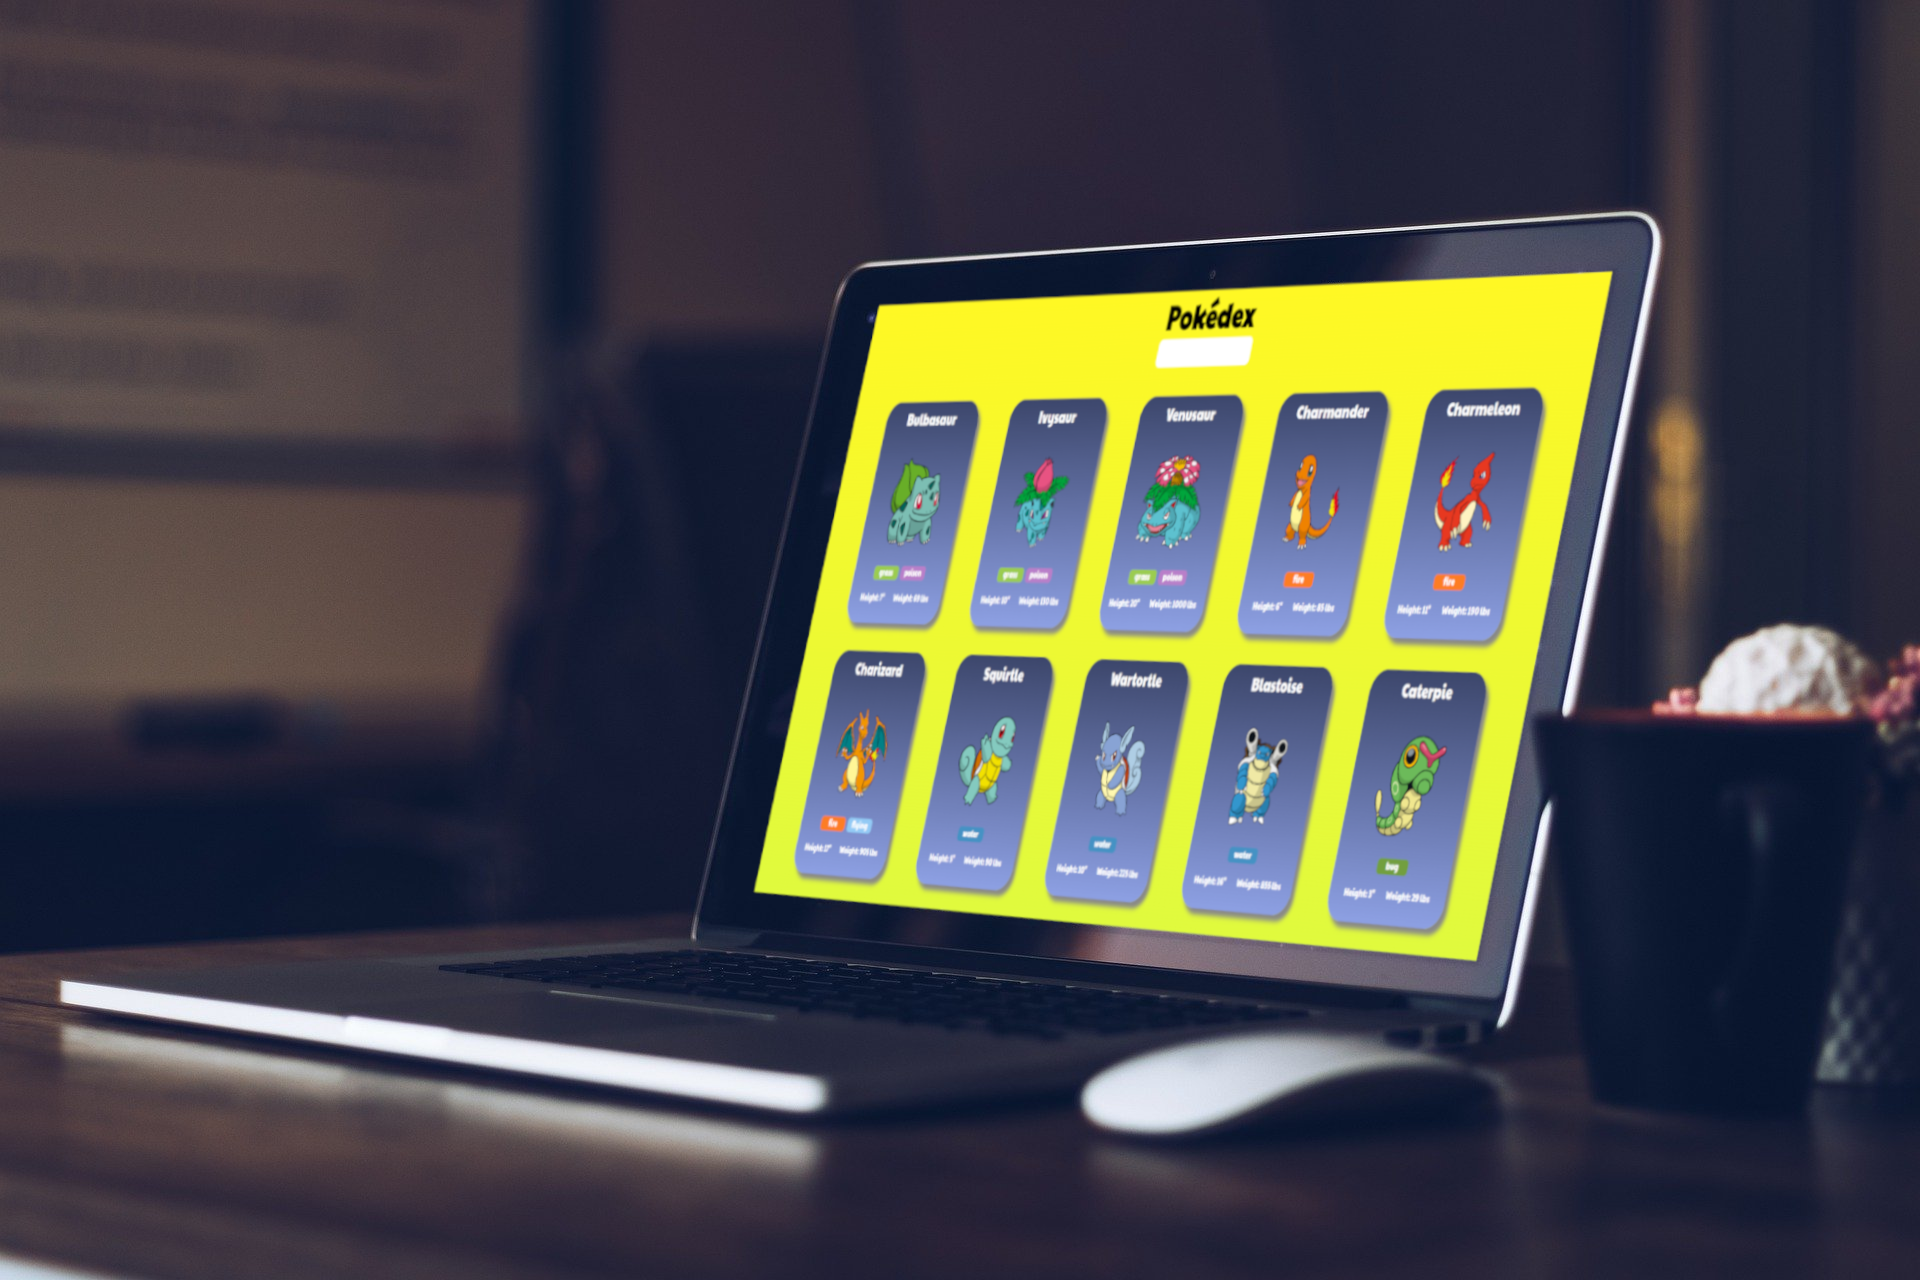 Pokédex
Bulbasaur
Ivysaur
Venusaur
Charmander
Charmeleon
grass poison
grass poison
grass poison
fire
fire
Height: 7" Weight: 69 lbs
Height: 10" Weight: 130 lbs
Height: 20" Weight: 1000 lbs
Height: 6" Weight: 85 lbs
Height: 11" Weight: 190 lbs
Charizard
Squirtle
Wartortle
Blastoise
Caterpie
fire flying
water
water
water
bug
Height: 17" Weight: 905 lbs
Height: 5" Weight: 90 lbs
Height: 10" Weight: 225 lbs
Height: 16" Weight: 855 lbs
Height: 3" Weight: 29 lbs